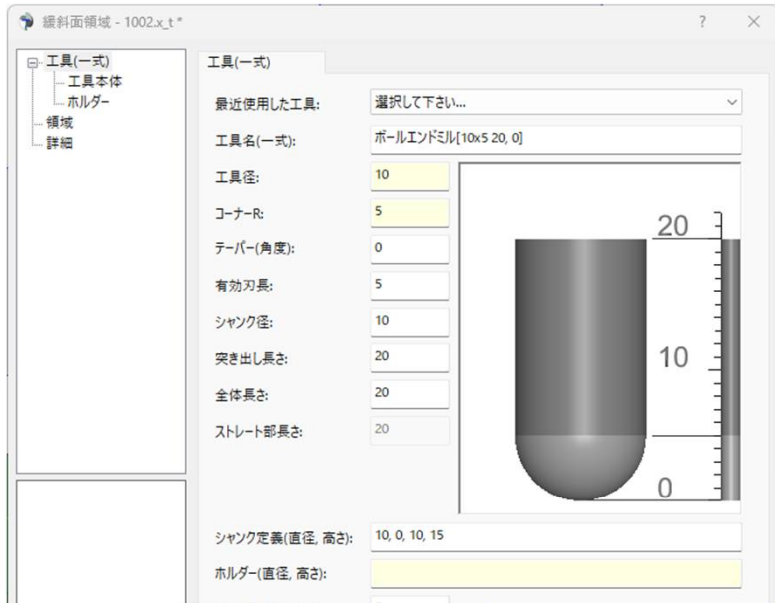 緩斜面領域 - 1002.x_t *
?
工具(一式)
工具本体
ホルダー
領域
詳細
工具(一式)
最近使用した工具:
選択して下さい...
工具名(一式):
ボールエンドミル[10x5 20, 0]
工具径:
10
コーナーR:
5
テーパー(角度):
0
有効刃長:
5
シャンク径:
10
突き出し長さ:
20
全体長さ:
20
ストレート部長さ:
20
20
10
0
シャンク定義(直径, 高さ):
10, 0, 10, 15
ホルダー(直径, 高さ):